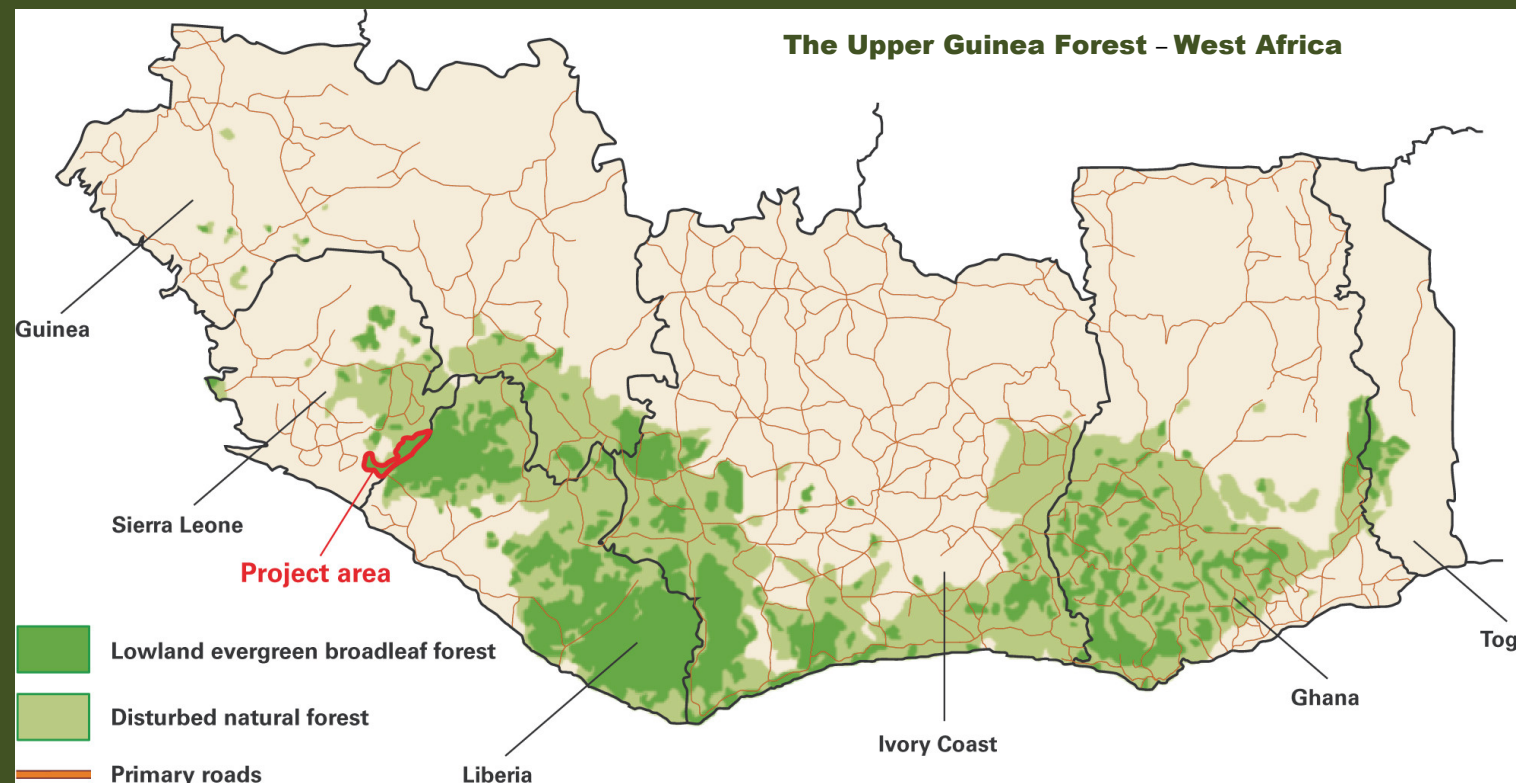 The Upper Guinea Forest – West Africa
Guinea
Sierra Leone
Project area
Lowland evergreen broadleaf forest
Disturbed natural forest
Primary roads
Liberia
Ivory Coast
Ghana
Tog